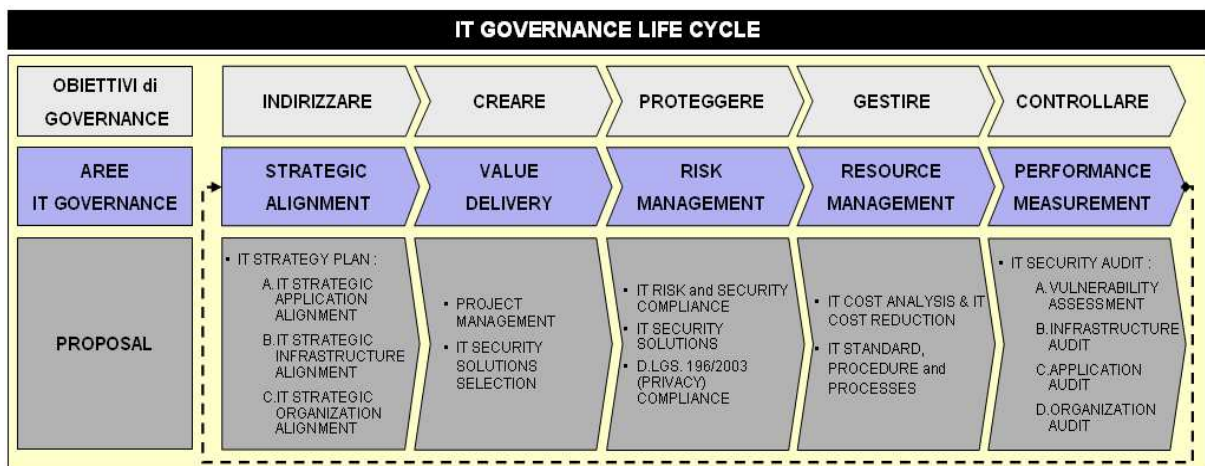 IT GOVERNANCE LIFE CYCLE
OBIETTIVI di
GOVERNANCE
INDIRIZZARE
CREARE
PROTEGGERE
GESTIRE
CONTROLLARE
AREE
IT GOVERNANCE
STRATEGIC
ALIGNMENT
VALUE
DELIVERY
RISK
MANAGEMENT
RESOURCE
MANAGEMENT
PERFORMANCE
MEASUREMENT
PROPOSAL
▪ IT STRATEGY PLAN :
A.IT STRATEGIC
APPLICATION
ALIGNMENT
B.IT STRATEGIC
INFRASTRUCTURE
ALIGNMENT
C.IT STRATEGIC
ORGANIZATION
ALIGNMENT
▪ PROJECT
MANAGEMENT
▪ IT SECURITY
SOLUTIONS
SELECTION
▪ IT RISK and SECURITY
COMPLIANCE
▪ IT SECURITY
SOLUTIONS
▪ D.LGS. 196/2003
(PRIVACY)
COMPLIANCE
▪ IT COST ANALYSIS & IT
COST REDUCTION
▪ IT STANDARD,
PROCEDURE and
PROCESSES
▪ IT SECURITY AUDIT :
A.VULNERABILITY
ASSESSMENT
B.INFRASTRUCTURE
AUDIT
C.APPLICATION
AUDIT
D.ORGANIZATION
AUDIT